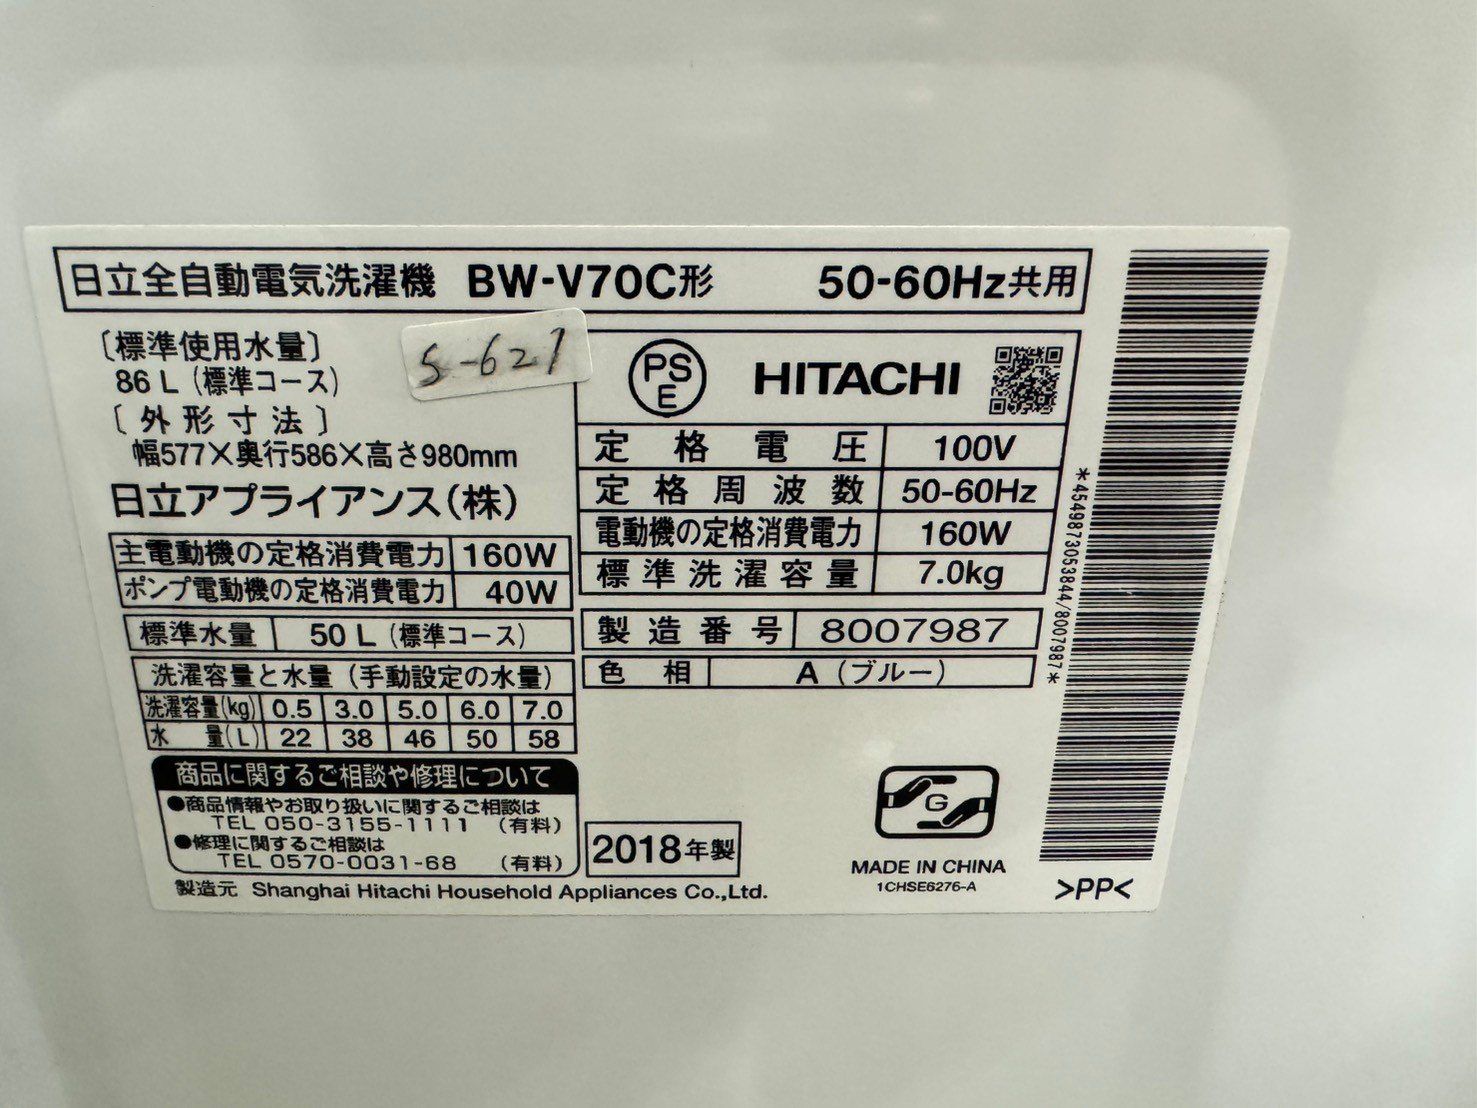 日立全自動電気洗濯機 BW-V70C形 50-60Hz共用
〔標準使用水量〕
86 L（標準コース）
〔外形寸法〕
幅577×奥行586×高さ980mm
日立アプライアンス（株）
S-621
主電動機の定格消費電力 160W
ポンプ電動機の定格消費電力 40W
標準水量 50 L（標準コース）
洗濯容量と水量（手動設定の水量）
洗濯容量(kg) 0.5 3.0 5.0 6.0 7.0
水量(L) 22 38 46 50 58
商品に関するご相談や修理について
●商品情報やお取り扱いに関するご相談は
TEL 050-3155-1111 （有料）
●修理に関するご相談は
TEL 0570-0031-68 （有料）
製造元 Shanghai Hitachi Household Appliances Co.,Ltd.
PS
E
HITACHI
定格電圧 100V
定格周波数 50-60Hz
電動機の定格消費電力 160W
標準洗濯容量 7.0kg
製造番号 8007987
色相 A（ブルー）
2018年製
G
MADE IN CHINA
1CHSE6276-A
*4549873053844/8007987*
>PP<